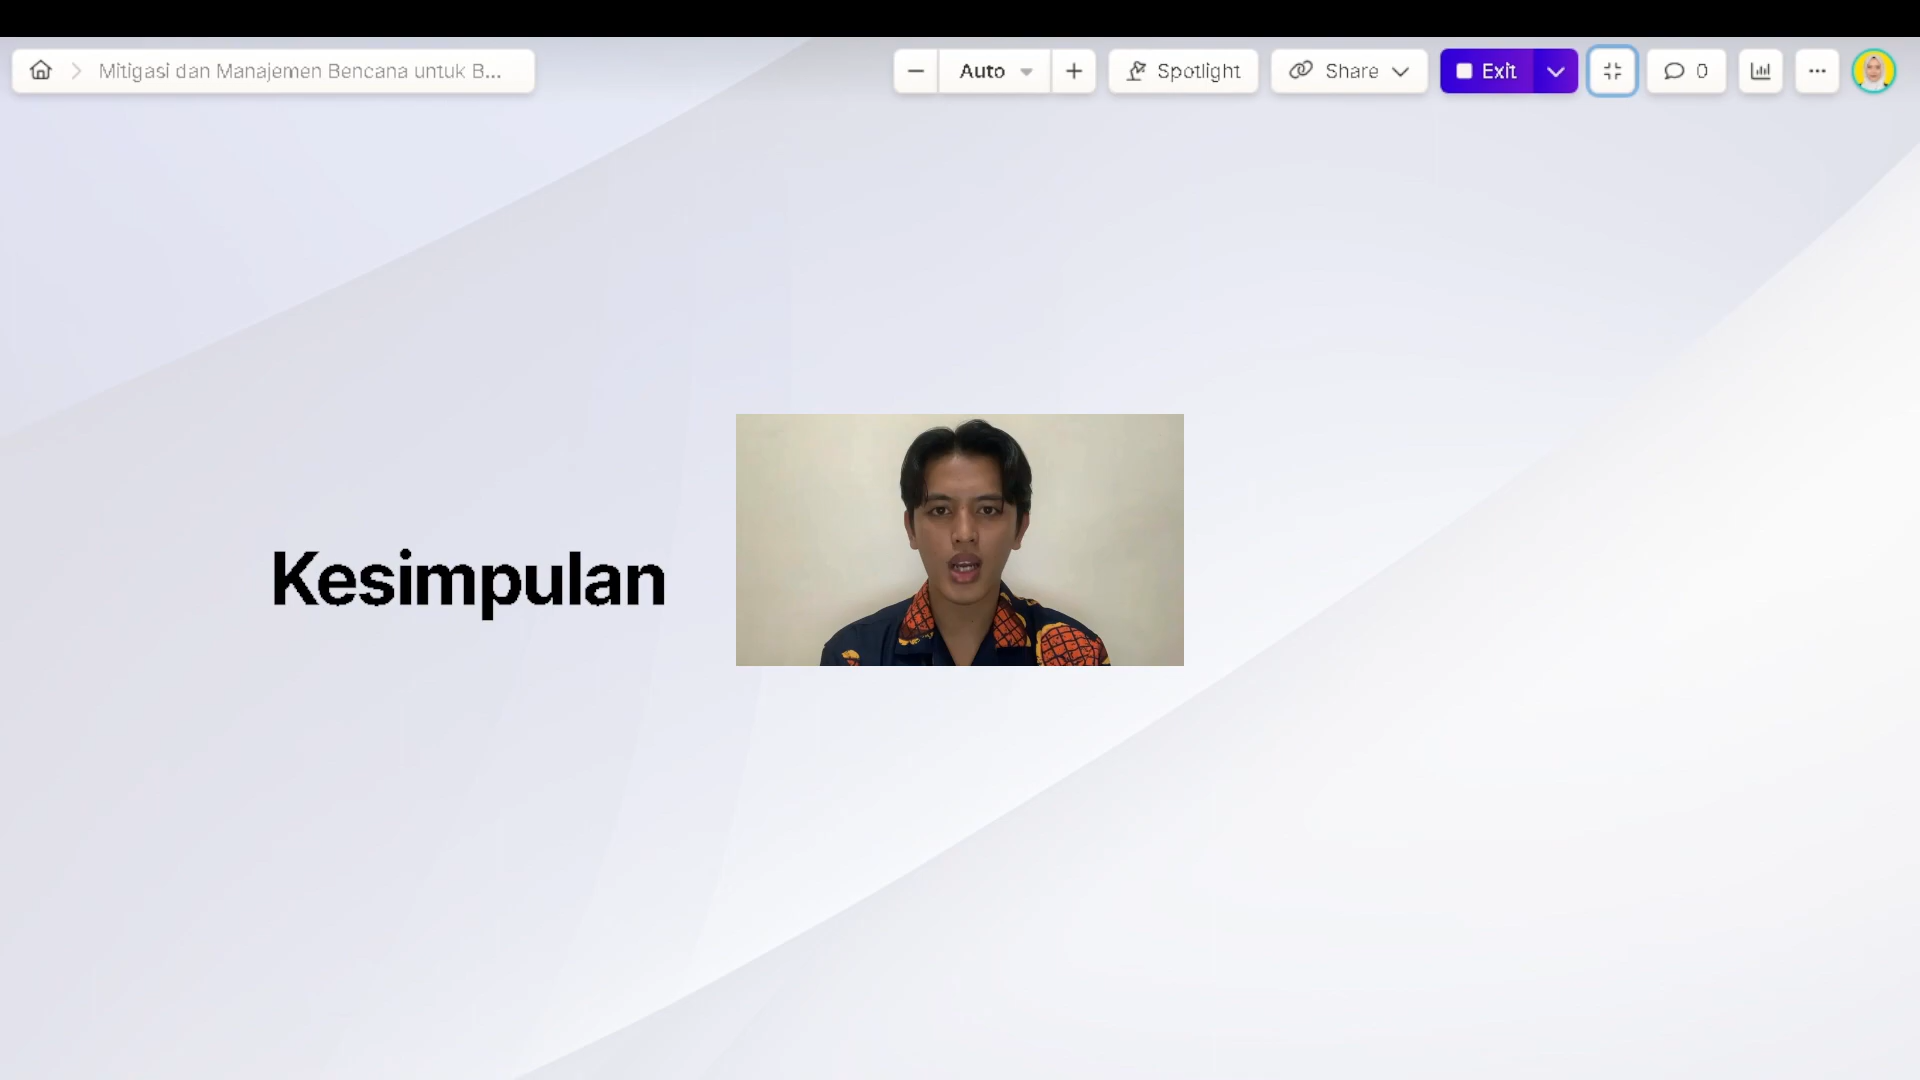 Mitigasi dan Manajemen Bencana untuk B...
Auto
Spotlight
Share
Exit
0
Kesimpulan